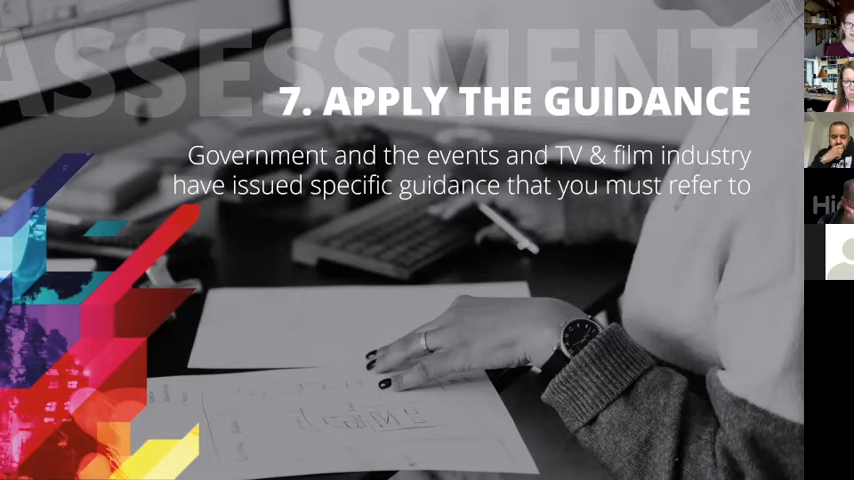 ASSESSMENT
7. APPLY THE GUIDANCE
Government and the events and TV & film industry
have issued specific guidance that you must refer to